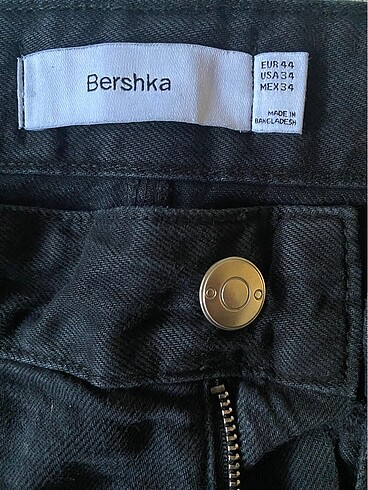 Bershka
EUR 44
USA 34
MEX 34
MADE IN
BANGLADESH